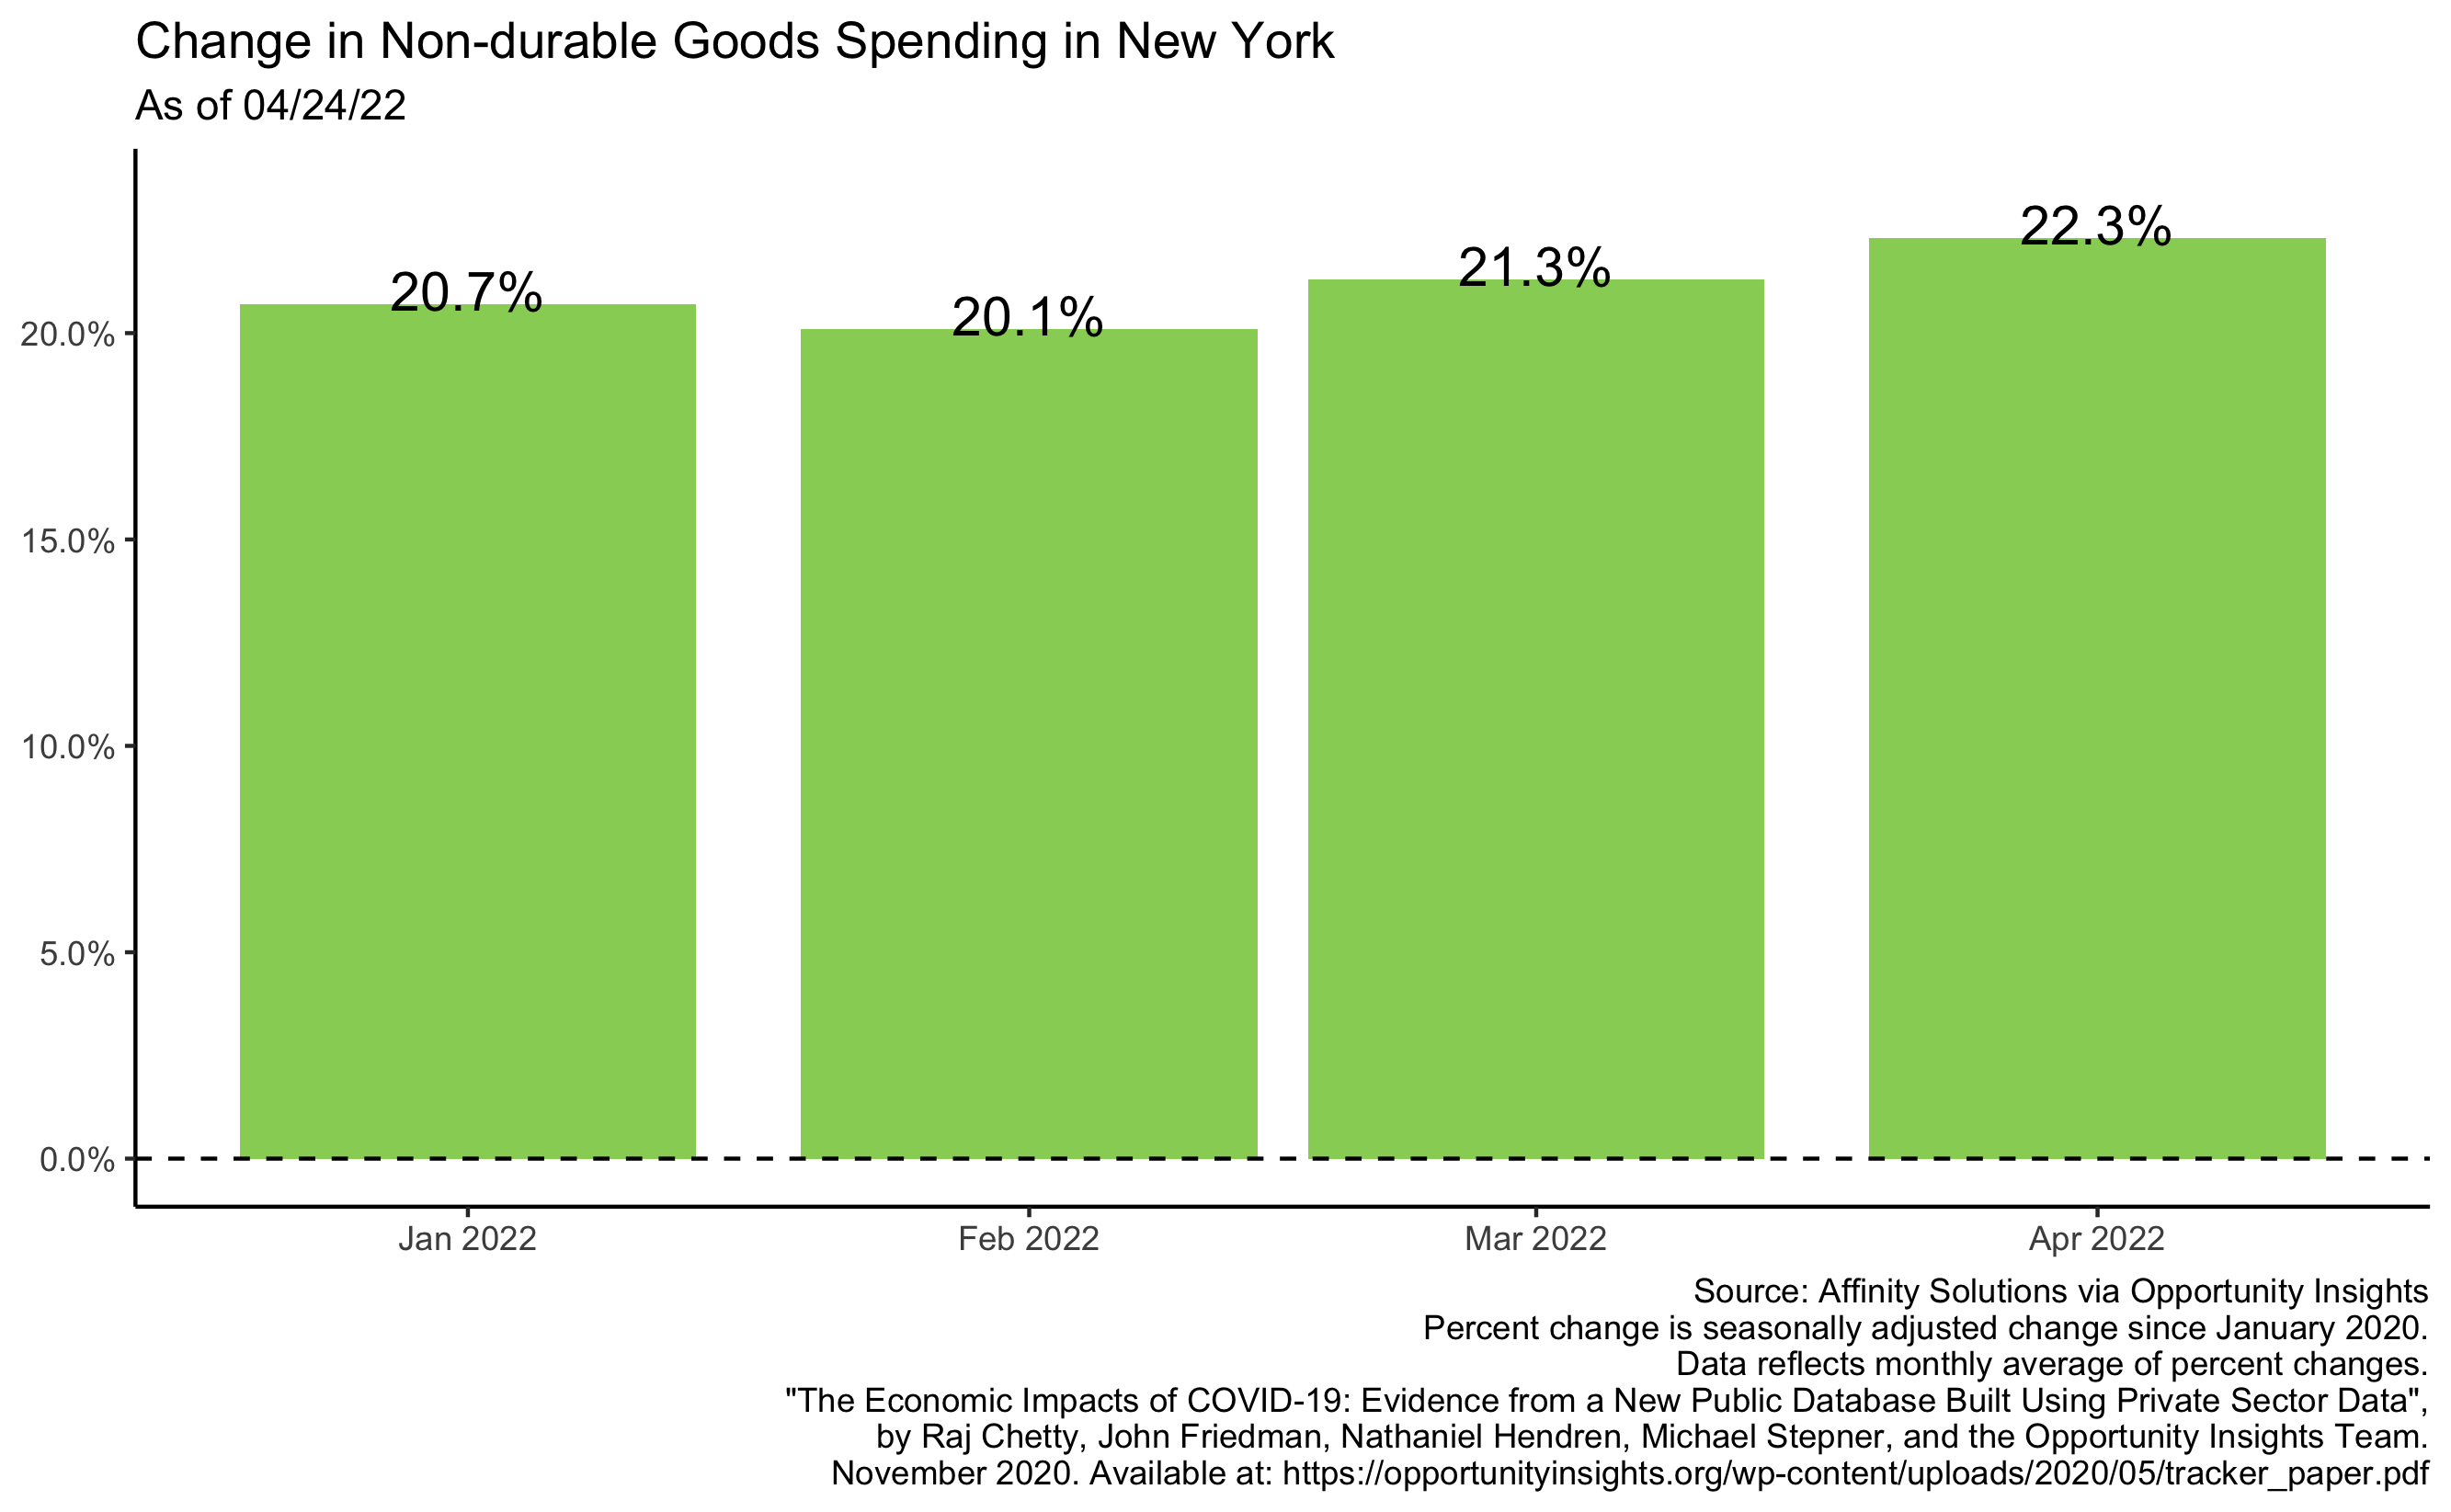 Change in Non-durable Goods Spending in New York
As of 04/24/22
22.3%
21.3%
20.7%
20.1%
20.0%
15.0%
10.0%
5.0%
0.0%
Jan 2022
Feb 2022
Mar 2022
Apr 2022
Source: Affinity Solutions via Opportunity Insights
Percent change is seasonally adjusted change since January 2020.
Data reflects monthly average of percent changes.
"The Economic Impacts of COVID-19: Evidence from a New Public Database Built Using Private Sector Data",
by Raj Chetty, John Friedman, Nathaniel Hendren, Michael Stepner, and the Opportunity Insights Team.
November 2020. Available at: https://opportunityinsights.org/wp-content/uploads/2020/05/tracker_paper.pdf